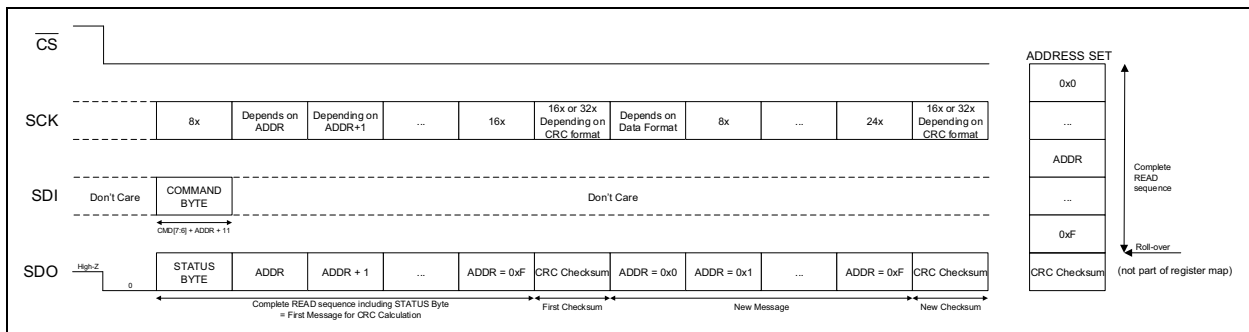 CS
SCK
8x
Depends on
ADDR
Depending on
ADDR+1
...
16x
16x or 32x
Depending on
CRC format
Depends on
Data Format
8x
...
24x
16x or 32x
Depending on
CRC format
SDI
Don't Care
COMMAND
BYTE
Don't Care
CMD[7:6] + ADDR + 11
SDO
High-Z
0
STATUS
BYTE
ADDR
ADDR + 1
...
ADDR = 0xF
CRC Checksum
ADDR = 0x0
ADDR = 0x1
...
ADDR = 0xF
CRC Checksum
Complete READ sequence including STATUS Byte
= First Message for CRC Calculation
First Checksum
New Message
New Checksum
ADDRESS SET
0x0
...
ADDR
...
0xF
CRC Checksum
Complete
READ
sequence
Roll-over
(not part of register map)